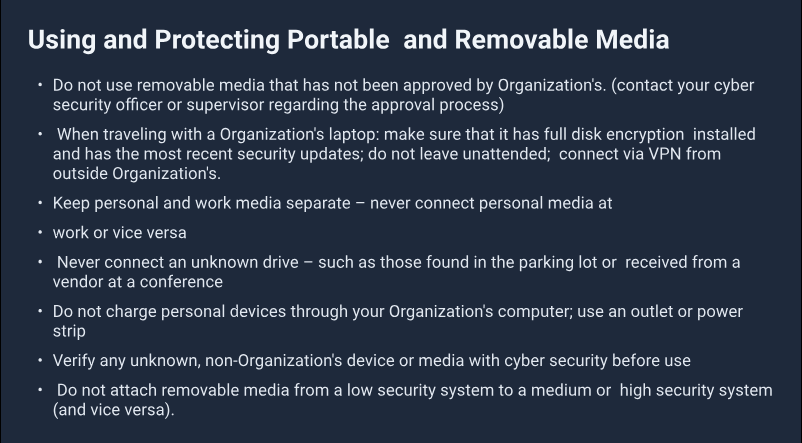 Using and Protecting Portable  and Removable Media
• Do not use removable media that has not been approved by Organization's. (contact your cyber
security officer or supervisor regarding the approval process)
•  When traveling with a Organization's laptop: make sure that it has full disk encryption  installed
and has the most recent security updates; do not leave unattended;  connect via VPN from
outside Organization's.
• Keep personal and work media separate – never connect personal media at
• work or vice versa
•  Never connect an unknown drive – such as those found in the parking lot or  received from a
vendor at a conference
• Do not charge personal devices through your Organization's computer; use an outlet or power
strip
• Verify any unknown, non-Organization's device or media with cyber security before use
•  Do not attach removable media from a low security system to a medium or  high security system
(and vice versa).